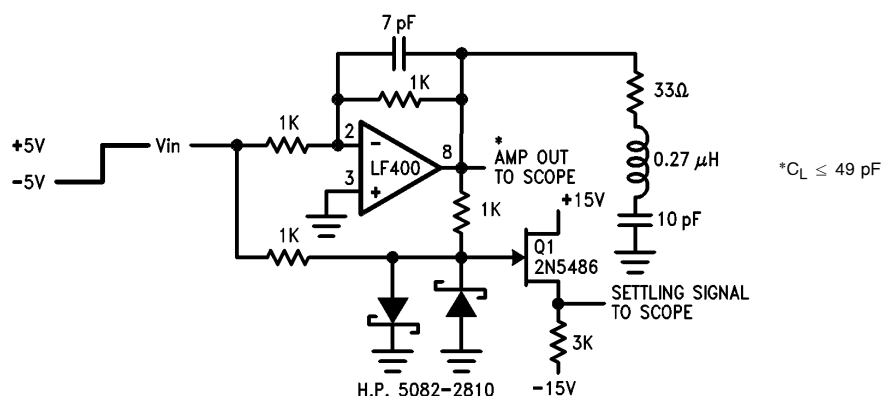 7 pF
1K
33Ω
+5V
-5V
Vin
1K
2
-
LF400
8
3
+
*
AMP OUT
TO SCOPE
0.27 μH
*CL ≤ 49 pF
1K
+15V
10 pF
1K
Q1
2N5486
SETTLING SIGNAL
TO SCOPE
3K
-15V
H.P. 5082-2810